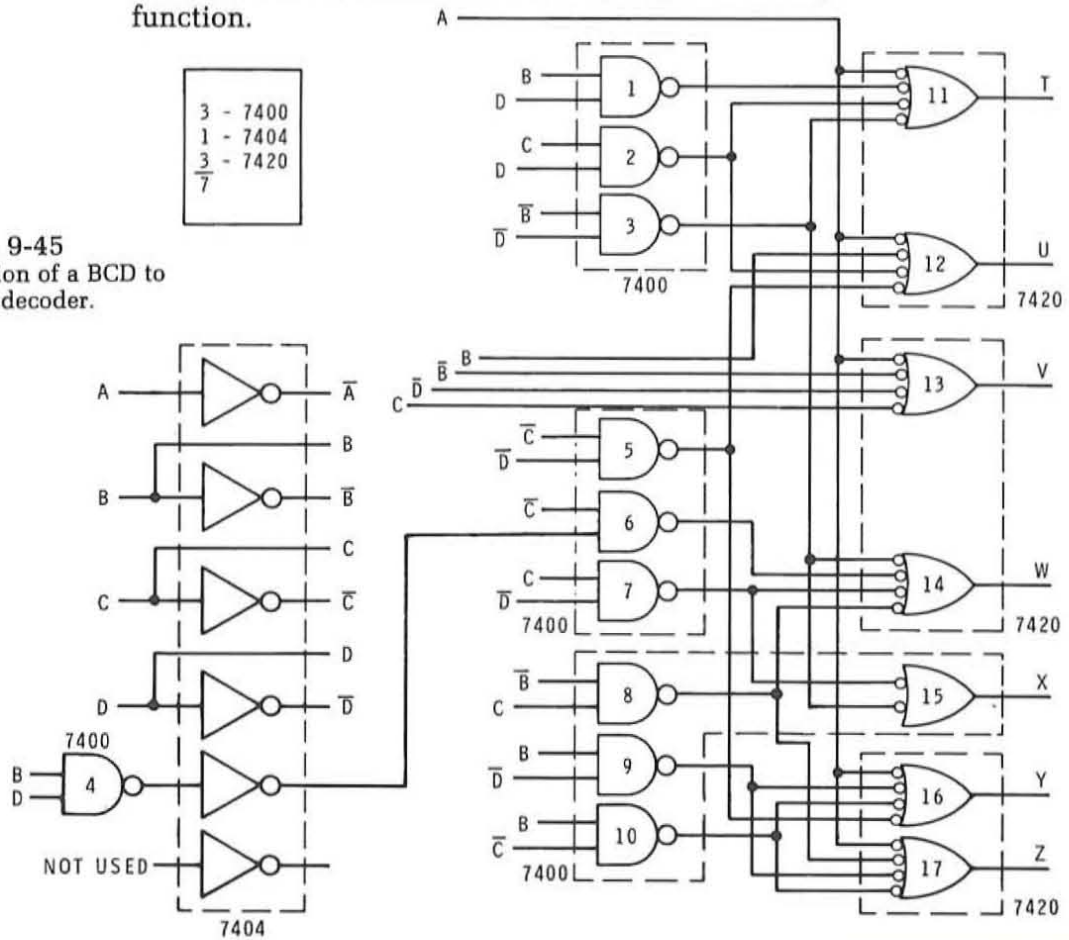 function.
3 - 7400
1 - 7404
3 - 7420
7
9-45
ion of a BCD to
decoder.
A
B
D
1
C
D
2
B̅
D̅
3
7400
11
T
12
U
7420
B
B̅
D̅
C
13
V
C̅
D̅
5
C̅
6
C
D̅
7
7400
14
W
7420
B̅
C
8
15
X
B
D̅
9
B
C̅
10
7400
16
Y
17
Z
7420
A
A̅
B
B
B̅
C
C
C̅
D
D
D̅
7400
B
D
4
NOT USED
7404